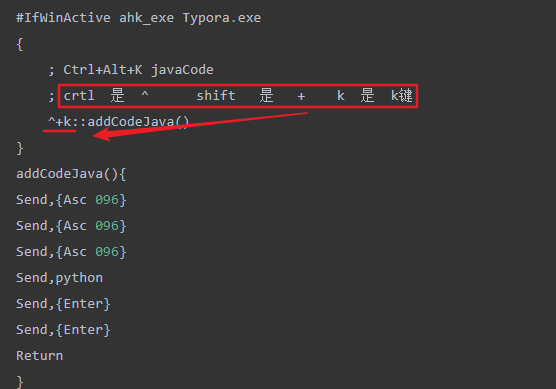 #IfWinActive ahk_exe Typora.exe
{
; Ctrl+Alt+K javaCode
; crtl 是 ^ shift 是 + k 是 k键
^+k::addCodeJava()
}
addCodeJava(){
Send,{Asc 096}
Send,{Asc 096}
Send,{Asc 096}
Send,python
Send,{Enter}
Send,{Enter}
Return
}